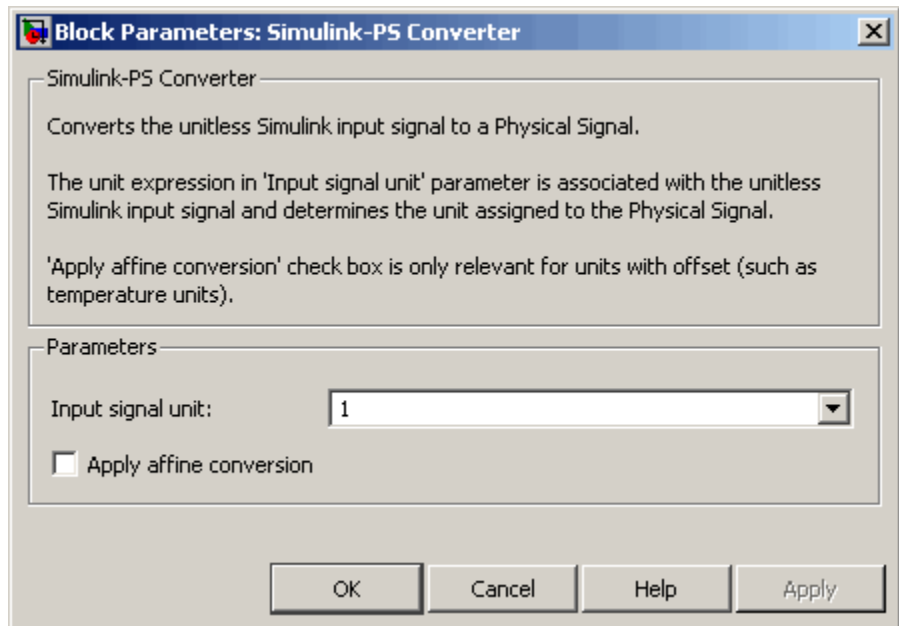 Block Parameters: Simulink-PS Converter
Simulink-PS Converter
Converts the unitless Simulink input signal to a Physical Signal.
The unit expression in 'Input signal unit' parameter is associated with the unitless
Simulink input signal and determines the unit assigned to the Physical Signal.
'Apply affine conversion' check box is only relevant for units with offset (such as
temperature units).
Parameters
Input signal unit: 1
Apply affine conversion
OK Cancel Help Apply